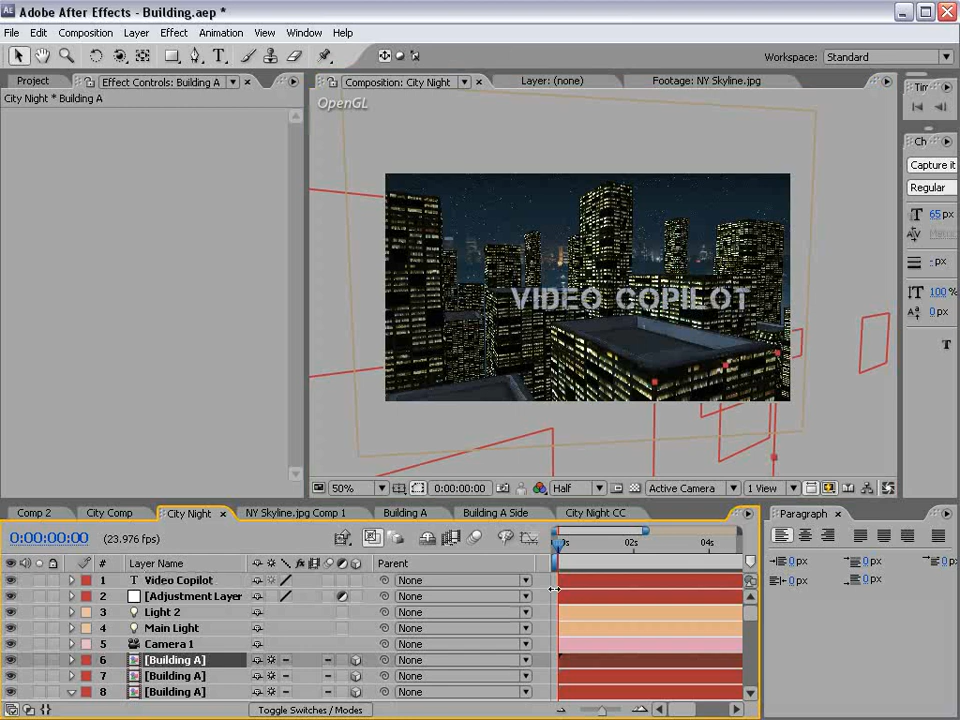 Adobe After Effects - Building.aep *
File Edit Composition Layer Effect Animation View Window Help
Workspace: Standard
Project Effect Controls: Building A
Composition: City Night Layer: (none) Footage: NY Skyline.jpg
City Night * Building A
OpenGL
VIDEO COPILOT
Ch
Capture it
Regular
65 px
- px
100 %
0 px
T
50% 0:00:00:00 Half Active Camera 1 View
Comp 2 City Comp City Night NY Skyline.jpg Comp 1 Building A Building A Side City Night CC
Paragraph
0:00:00:00 (23.976 fps)
02s 04s
# Layer Name Parent
1 T Video Copilot None
2 [Adjustment Layer None
3 Light 2 None
4 Main Light None
5 Camera 1 None
6 [Building A] None
7 [Building A] None
8 [Building A] None
0 px 0 px 0 px
0 px 0 px
Toggle Switches / Modes